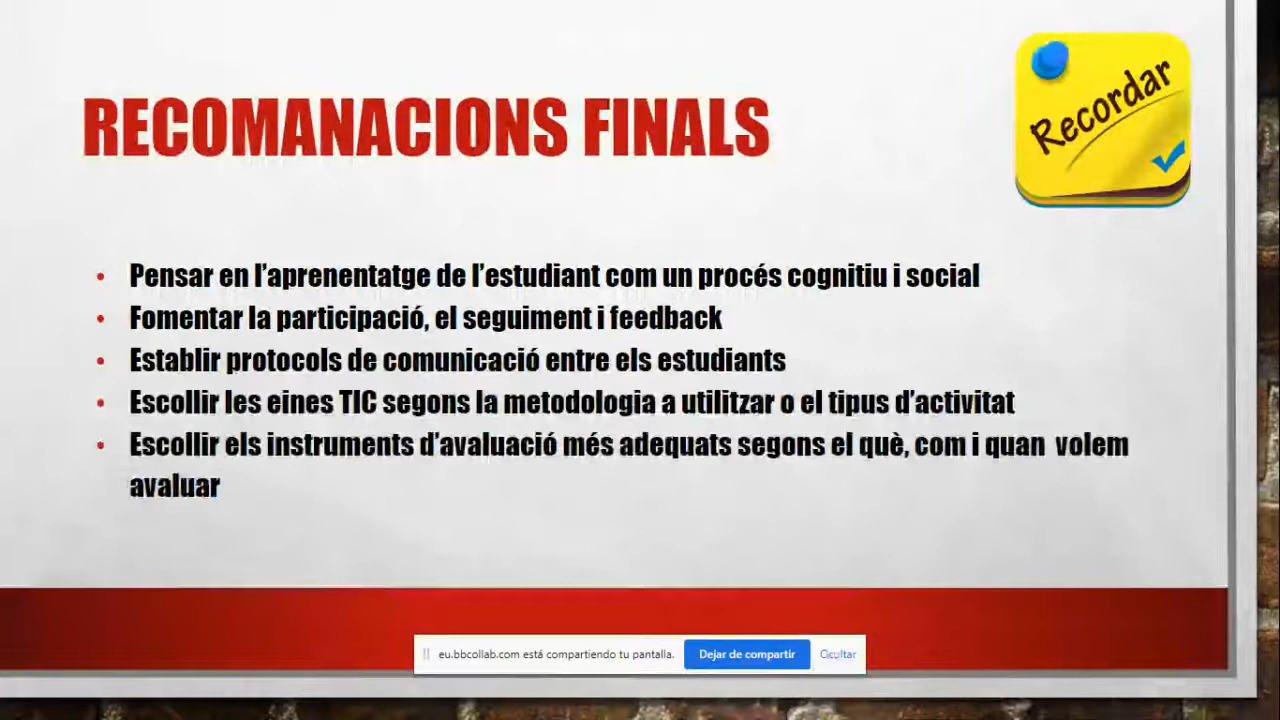 Recordar
RECOMANACIONS FINALS
• Pensar en l'aprenentatge de l'estudiant com un procés cognitiu i social
• Fomentar la participació, el seguiment i feedback
• Establir protocols de comunicació entre els estudiants
• Escollir les eines TIC segons la metodologia a utilitzar o el tipus d'activitat
• Escollir els instruments d'avaluació més adequats segons el què, com i quan volem
avaluar
eu.bbcollab.com está compartiendo tu pantalla. Dejar de compartir Ocultar